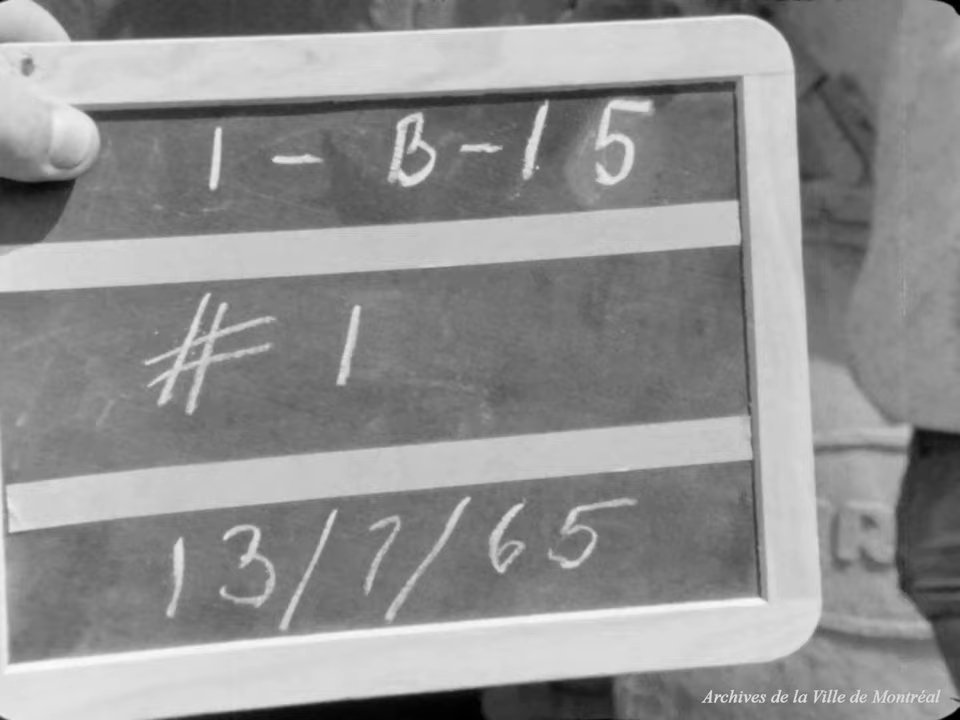 1 - B - 15
# 1
13/7/65
R
Archives de la Ville de Montréal